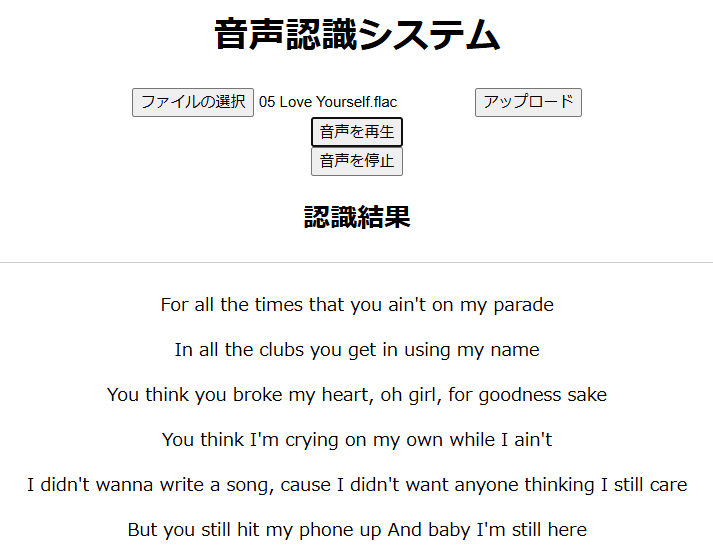 音声認識システム
ファイルの選択 05 Love Yourself.flac アップロード
音声を再生
音声を停止
認識結果
For all the times that you ain't on my parade
In all the clubs you get in using my name
You think you broke my heart, oh girl, for goodness sake
You think I'm crying on my own while I ain't
I didn't wanna write a song, cause I didn't want anyone thinking I still care
But you still hit my phone up And baby I'm still here